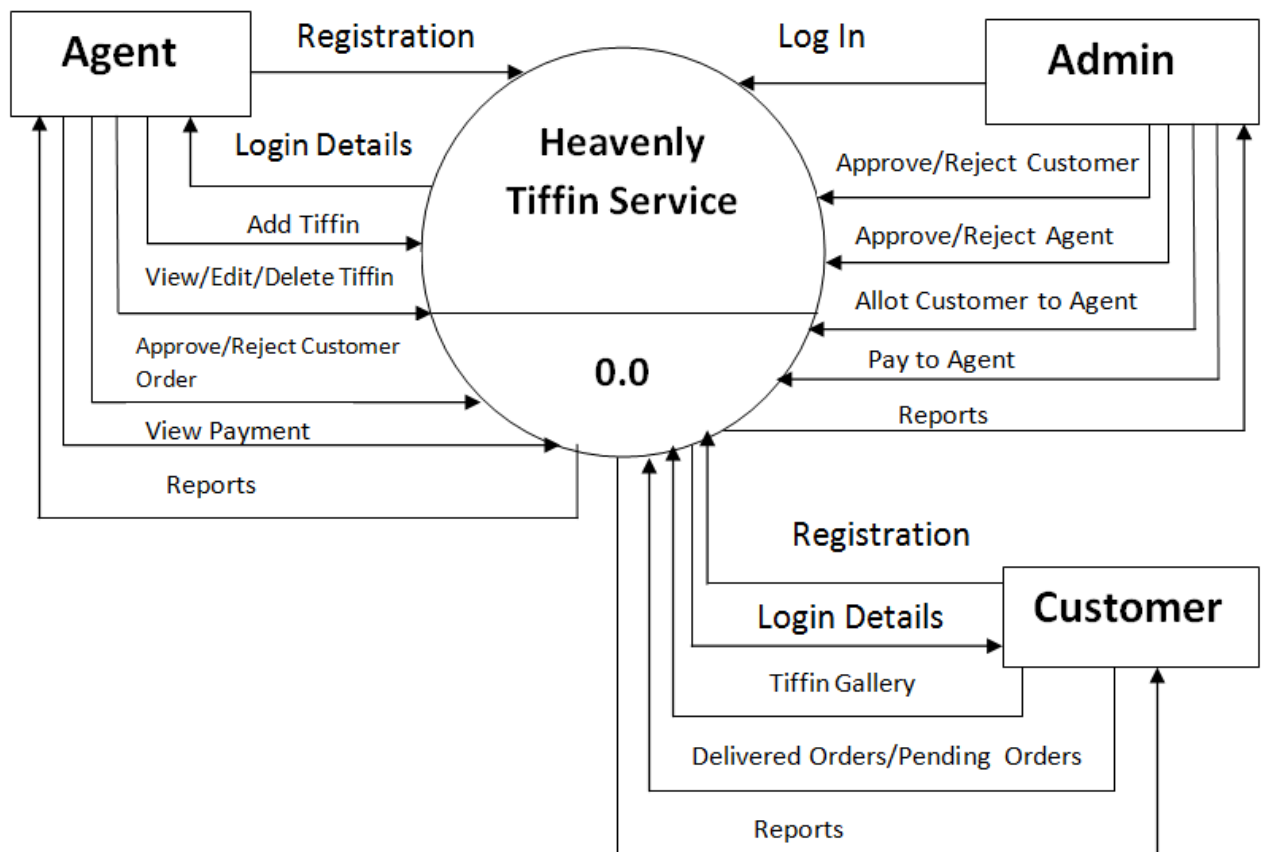 Agent
Registration
Log In
Admin
Login Details
Heavenly
Tiffin Service
Approve/Reject Customer
Add Tiffin
Approve/Reject Agent
View/Edit/Delete Tiffin
Allot Customer to Agent
Approve/Reject Customer
Order
0.0
Pay to Agent
View Payment
Reports
Reports
Registration
Customer
Login Details
Tiffin Gallery
Delivered Orders/Pending Orders
Reports